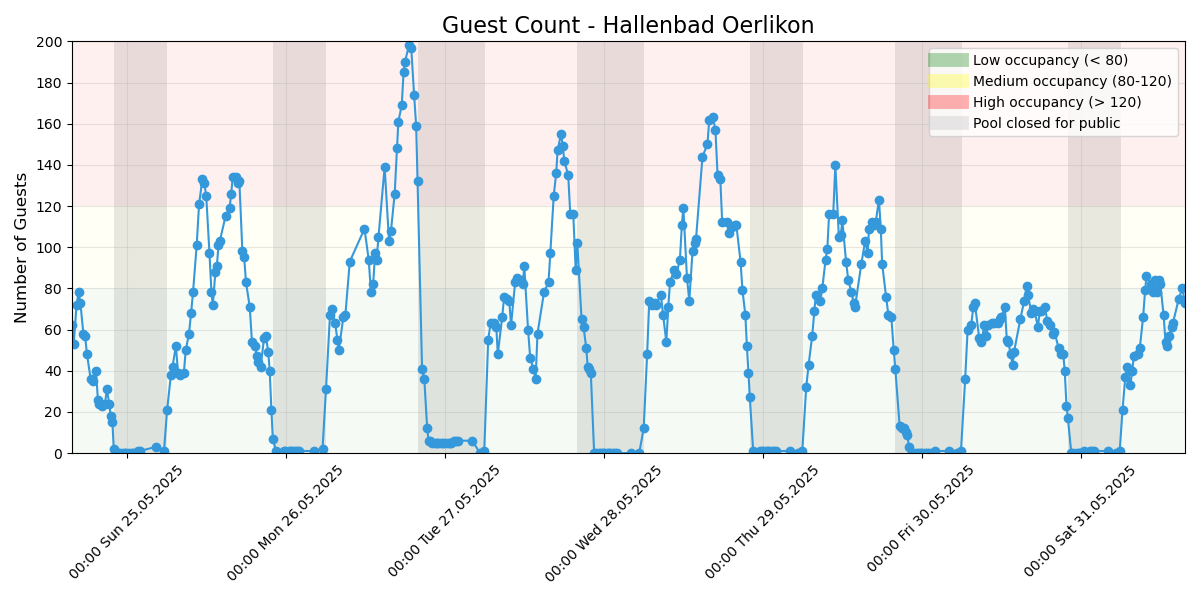 Guest Count - Hallenbad Oerlikon
Number of Guests
200
180
160
140
120
100
80
60
40
20
0
Low occupancy (< 80)
Medium occupancy (80-120)
High occupancy (> 120)
Pool closed for public
00:00 Sun 25.05.2025
00:00 Mon 26.05.2025
00:00 Tue 27.05.2025
00:00 Wed 28.05.2025
00:00 Thu 29.05.2025
00:00 Fri 30.05.2025
00:00 Sat 31.05.2025